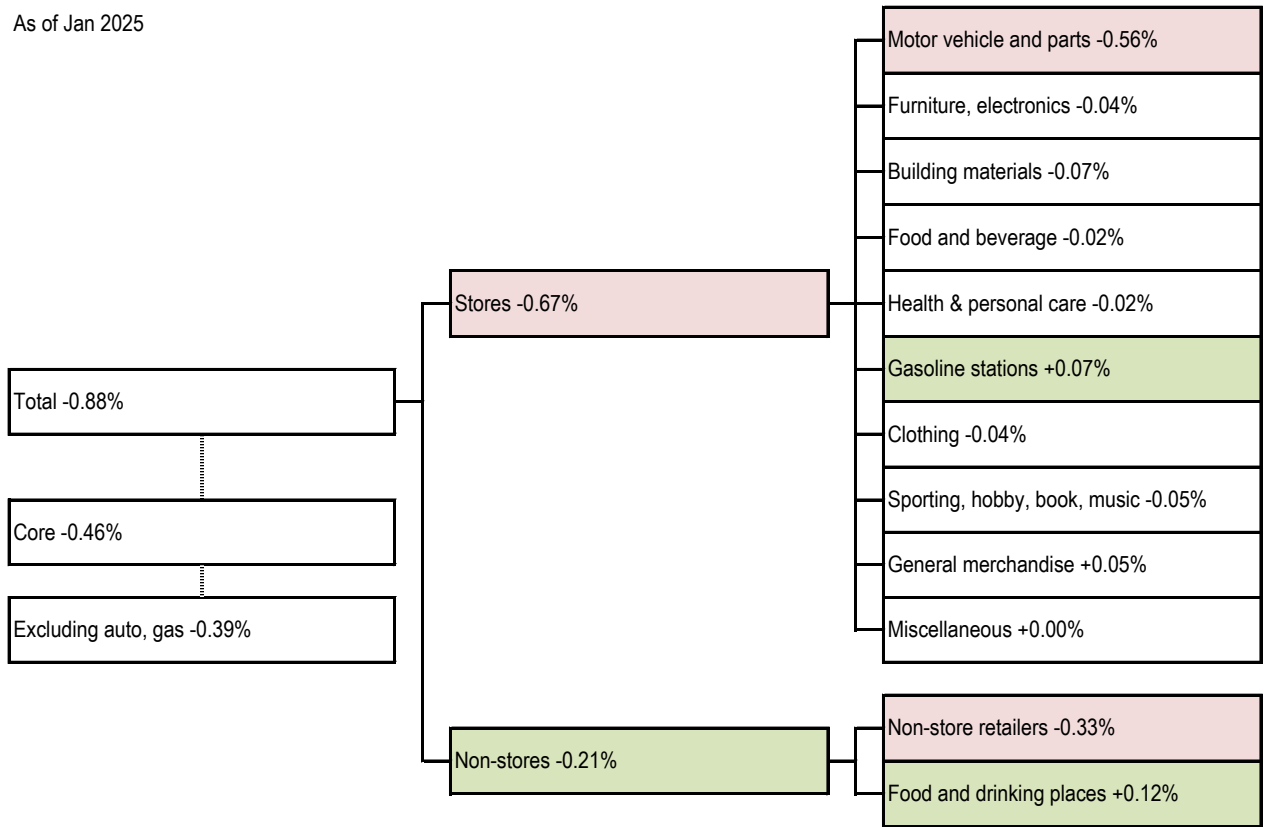 As of Jan 2025
Total -0.88%
Core -0.46%
Excluding auto, gas -0.39%
Stores -0.67%
Non-stores -0.21%
Motor vehicle and parts -0.56%
Furniture, electronics -0.04%
Building materials -0.07%
Food and beverage -0.02%
Health & personal care -0.02%
Gasoline stations +0.07%
Clothing -0.04%
Sporting, hobby, book, music -0.05%
General merchandise +0.05%
Miscellaneous +0.00%
Non-store retailers -0.33%
Food and drinking places +0.12%